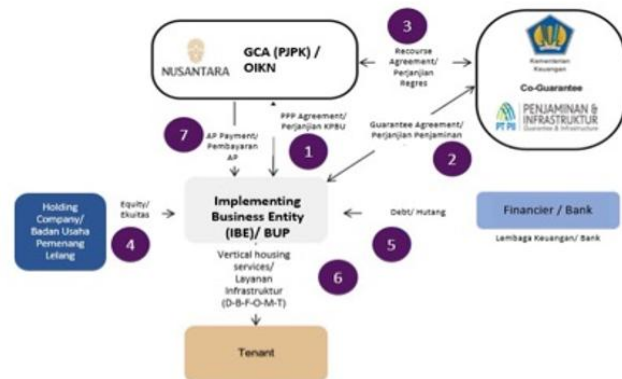 3
GCA (PJPK) /
OIKN
NUSANTARA
Recourse
Agreement/
Perjanjian
Regres
Kementerian
Keuangan
Co-Guarantee
PT PII
PENJAMINAN &
INFRASTRUKTUR
Guarantee & Infrastructure
7
AP Payment/
Pembayaran
AP
PPP Agreement/
Perjanjian KPBU
1
Guarantee Agreement/
Perjanjian Penjaminan
2
Holding
Company/
Badan Usaha
Pemenang
Lelang
Equity/
Ekuitas
4
Implementing
Business Entity
(IBE)/ BUP
Debt/ Hutang
5
Financier / Bank
Lembaga Keuangan/ Bank
Vertical housing
services/
Layanan
Infrastruktur
(D-B-F-O-M-T)
6
Tenant